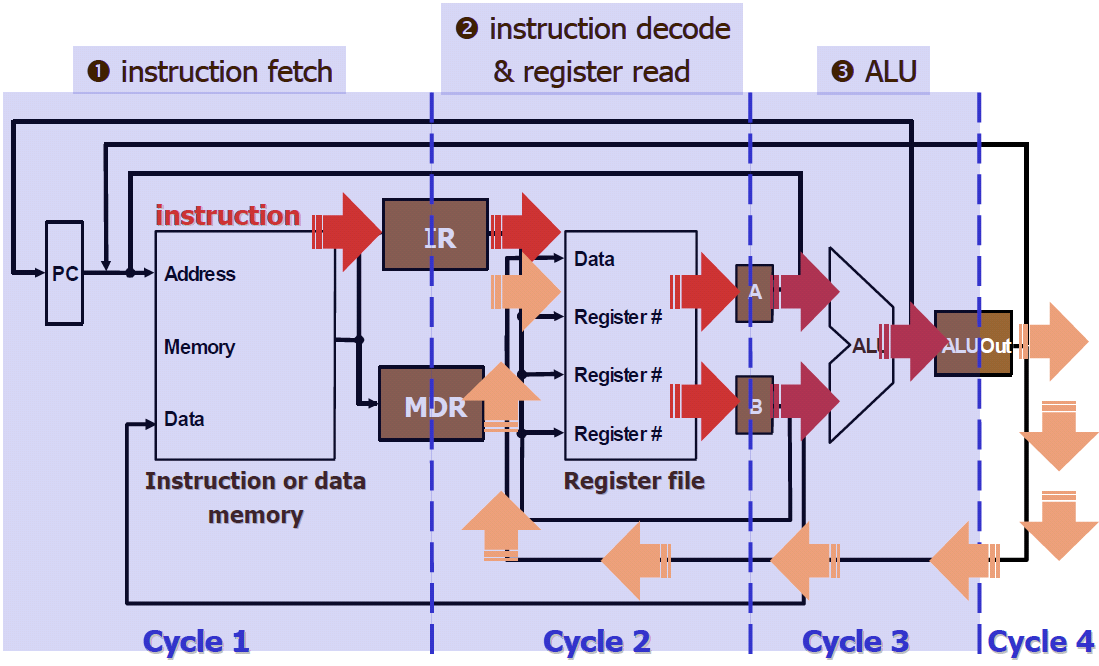 ❶ instruction fetch
❷ instruction decode
& register read
❸ ALU
instruction
PC
Address
Memory
Data
Instruction or data
memory
IR
MDR
Data
Register #
Register #
Register #
Register file
A
B
ALU
ALUOut
Cycle 1
Cycle 2
Cycle 3
Cycle 4